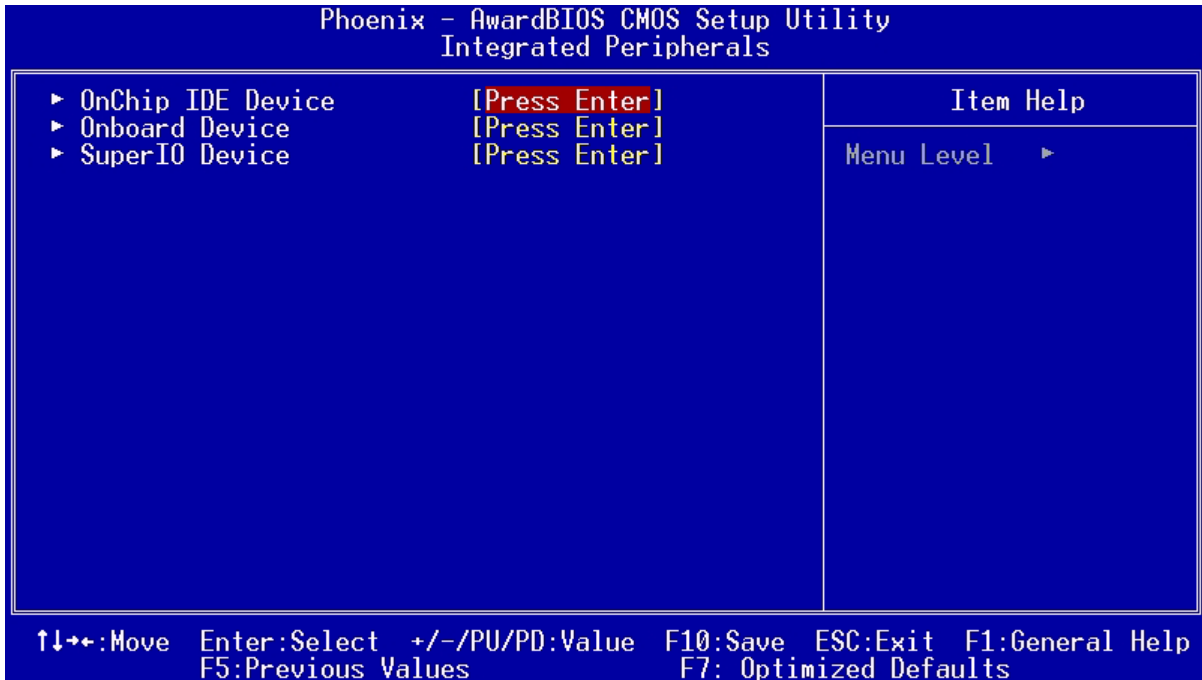 Phoenix - AwardBIOS CMOS Setup Utility
Integrated Peripherals
► OnChip IDE Device [Press Enter]
► Onboard Device [Press Enter]
► SuperIO Device [Press Enter]
Item Help
Menu Level ►
↑↓→←:Move Enter:Select +/-/PU/PD:Value F10:Save ESC:Exit F1:General Help
F5:Previous Values F7: Optimized Defaults